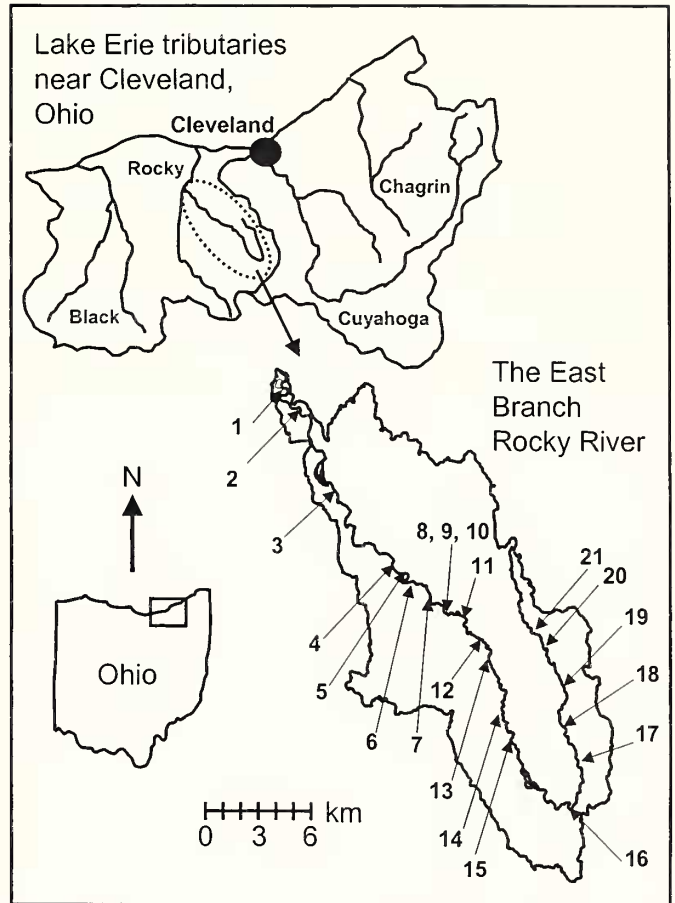 Lake Erie tributaries
near Cleveland,
Ohio
Cleveland
Rocky
Chagrin
Black
Cuyahoga
The East
Branch
Rocky River
1
2
3
N
8, 9, 10
11
21
20
19
4
18
Ohio
5
12
17
6
7
13
14
km
0 3 6
15
16